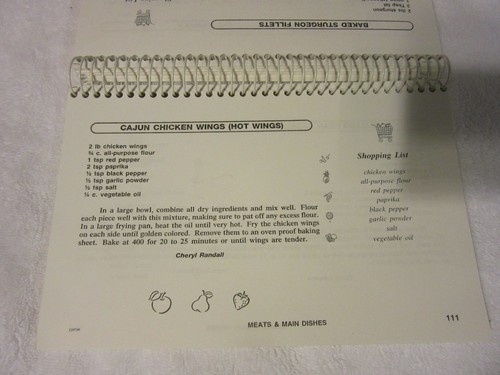 BAKED STURGEON FILLETS
2 lbs sturgeon
CAJUN CHICKEN WINGS (HOT WINGS)
2 lb chicken wings
¾ c. all-purpose flour
1 tsp red pepper
2 tsp paprika
½ tsp black pepper
½ tsp garlic powder
½ tsp salt
¼ c. vegetable oil
In a large bowl, combine all dry ingredients and mix well. Flour
each piece well with this mixture, making sure to pat off any excess flour.
In a large frying pan, heat the oil until very hot. Fry the chicken wings
on each side until golden colored. Remove them to an oven proof baking
sheet. Bake at 400 for 20 to 25 minutes or until wings are tender.
Cheryl Randall
Shopping List
chicken wings
all-purpose flour
red pepper
paprika
black pepper
garlic powder
salt
vegetable oil
MEATS & MAIN DISHES
111